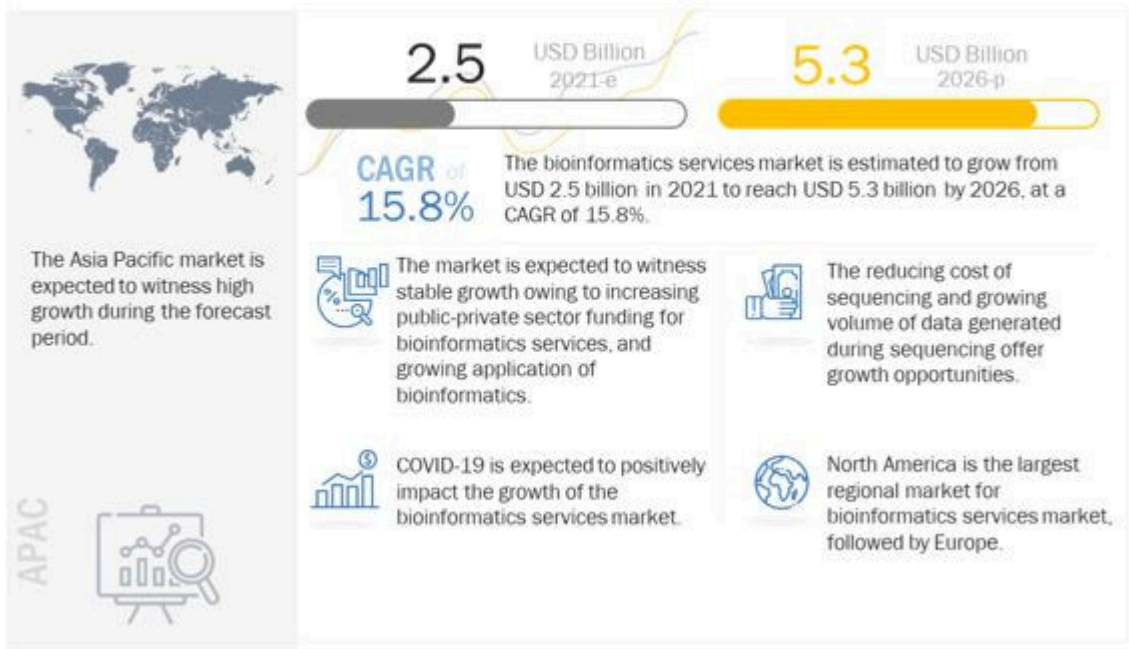 2.5
USD Billion
2021-e
5.3
USD Billion
2026-p
CAGR of
15.8%
The bioinformatics services market is estimated to grow from
USD 2.5 billion in 2021 to reach USD 5.3 billion by 2026, at a
CAGR of 15.8%.
The Asia Pacific market is
expected to witness high
growth during the forecast
period.
APAC
The market is expected to witness
stable growth owing to increasing
public-private sector funding for
bioinformatics services, and
growing application of
bioinformatics.
The reducing cost of
sequencing and growing
volume of data generated
during sequencing offer
growth opportunities.
COVID-19 is expected to positively
impact the growth of the
bioinformatics services market.
North America is the largest
regional market for
bioinformatics services market,
followed by Europe.